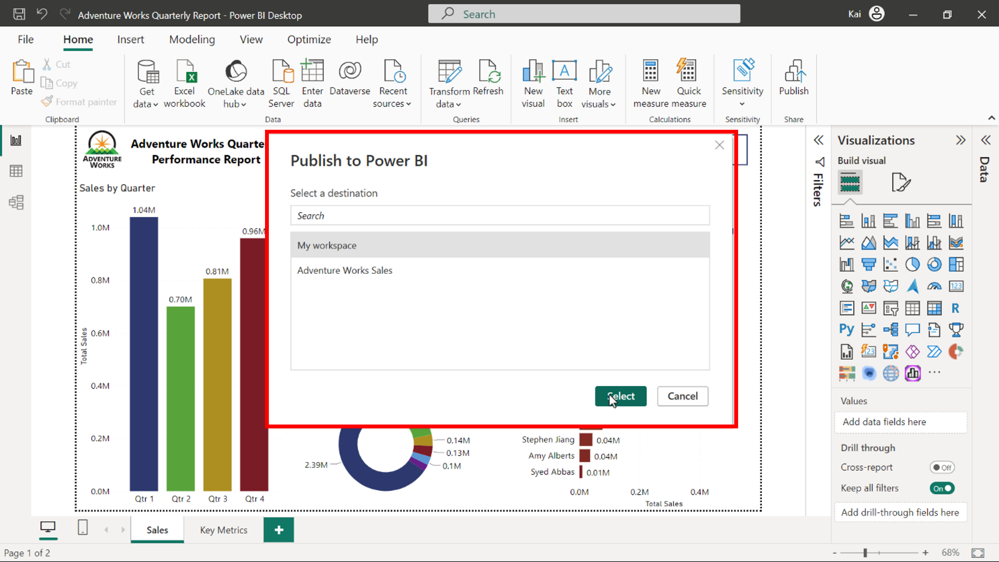 Adventure Works Quarterly Report - Power BI Desktop
Search
Kai
File
Home
Insert
Modeling
View
Optimize
Help
Paste
Cut
Copy
Format painter
Clipboard
Get
data
Excel
workbook
OneLake data
hub
SQL
Server
Enter
data
Dataverse
Recent
sources
Data
Transform
data
Refresh
Queries
New
visual
Text
box
More
visuals
Insert
New
measure
Quick
measure
Calculations
Sensitivity
Sensitivity
Publish
Share
ADVENTURE
WORKS
Adventure Works Quarte
Performance Report
Sales by Quarter
Total Sales
1.0M
0.8M
0.6M
0.4M
0.2M
0.0M
1.04M
0.70M
0.81M
0.96M
Qtr 1
Qtr 2
Qtr 3
Qtr 4
Publish to Power BI
Select a destination
Search
My workspace
Adventure Works Sales
Select
Cancel
2.39M
0.14M
0.13M
0.1M
Stephen Jiang
0.04M
Amy Alberts
0.04M
Syed Abbas
0.01M
0.0M
0.2M
0.4M
Total Sales
Filters
Visualizations
Build visual
123
R
Py
123
Values
Add data fields here
Drill through
Cross-report
Off
Keep all filters
On
Add drill-through fields here
Data
Sales
Key Metrics
Page 1 of 2
68%